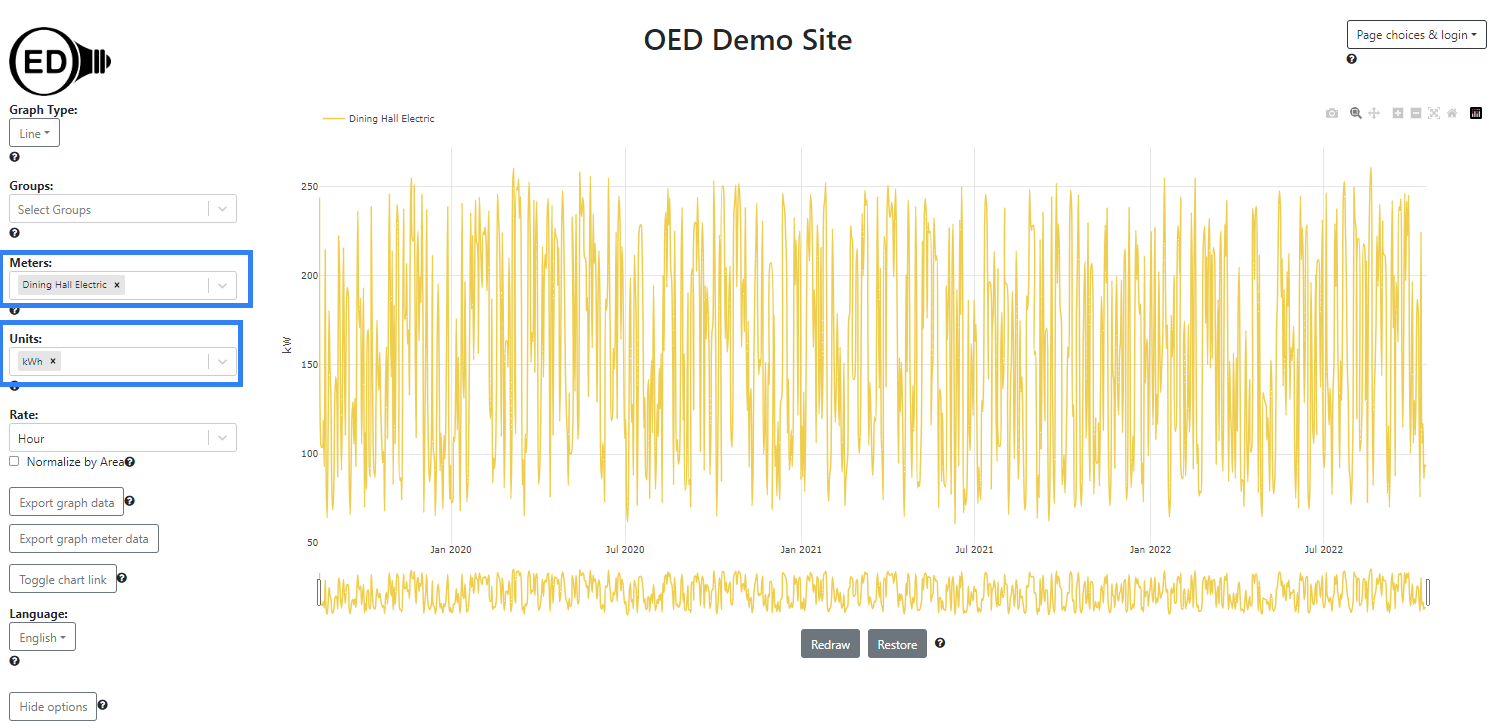 OED Demo Site
Page choices & login
ED
Graph Type:
Line
Groups:
Select Groups
Meters:
Dining Hall Electric ×
Units:
kWh ×
Rate:
Hour
Normalize by Area
Export graph data
Export graph meter data
Toggle chart link
Language:
English
Hide options
Dining Hall Electric
250
200
150
100
50
kW
Jan 2020 Jul 2020 Jan 2021 Jul 2021 Jan 2022 Jul 2022
Redraw Restore